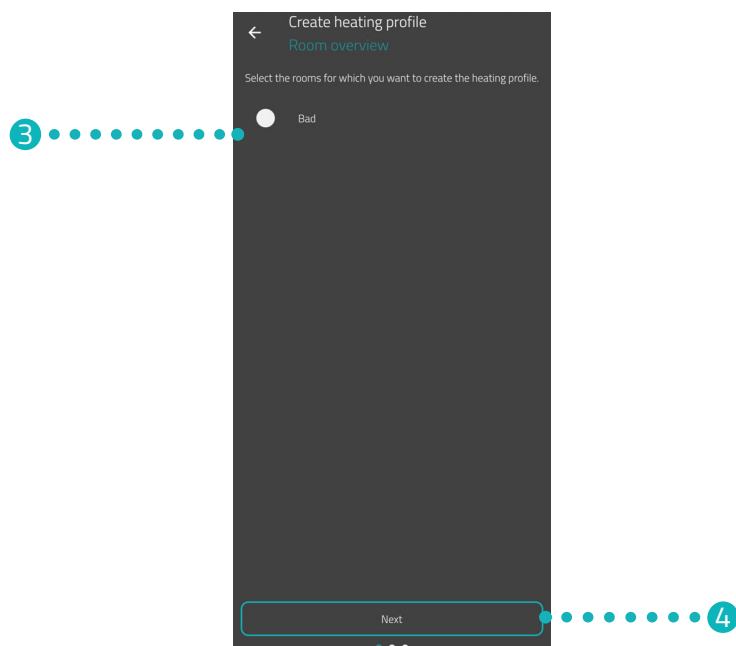 Create heating profile
Room overview
Select the rooms for which you want to create the heating profile.
3
Bad
Next
4